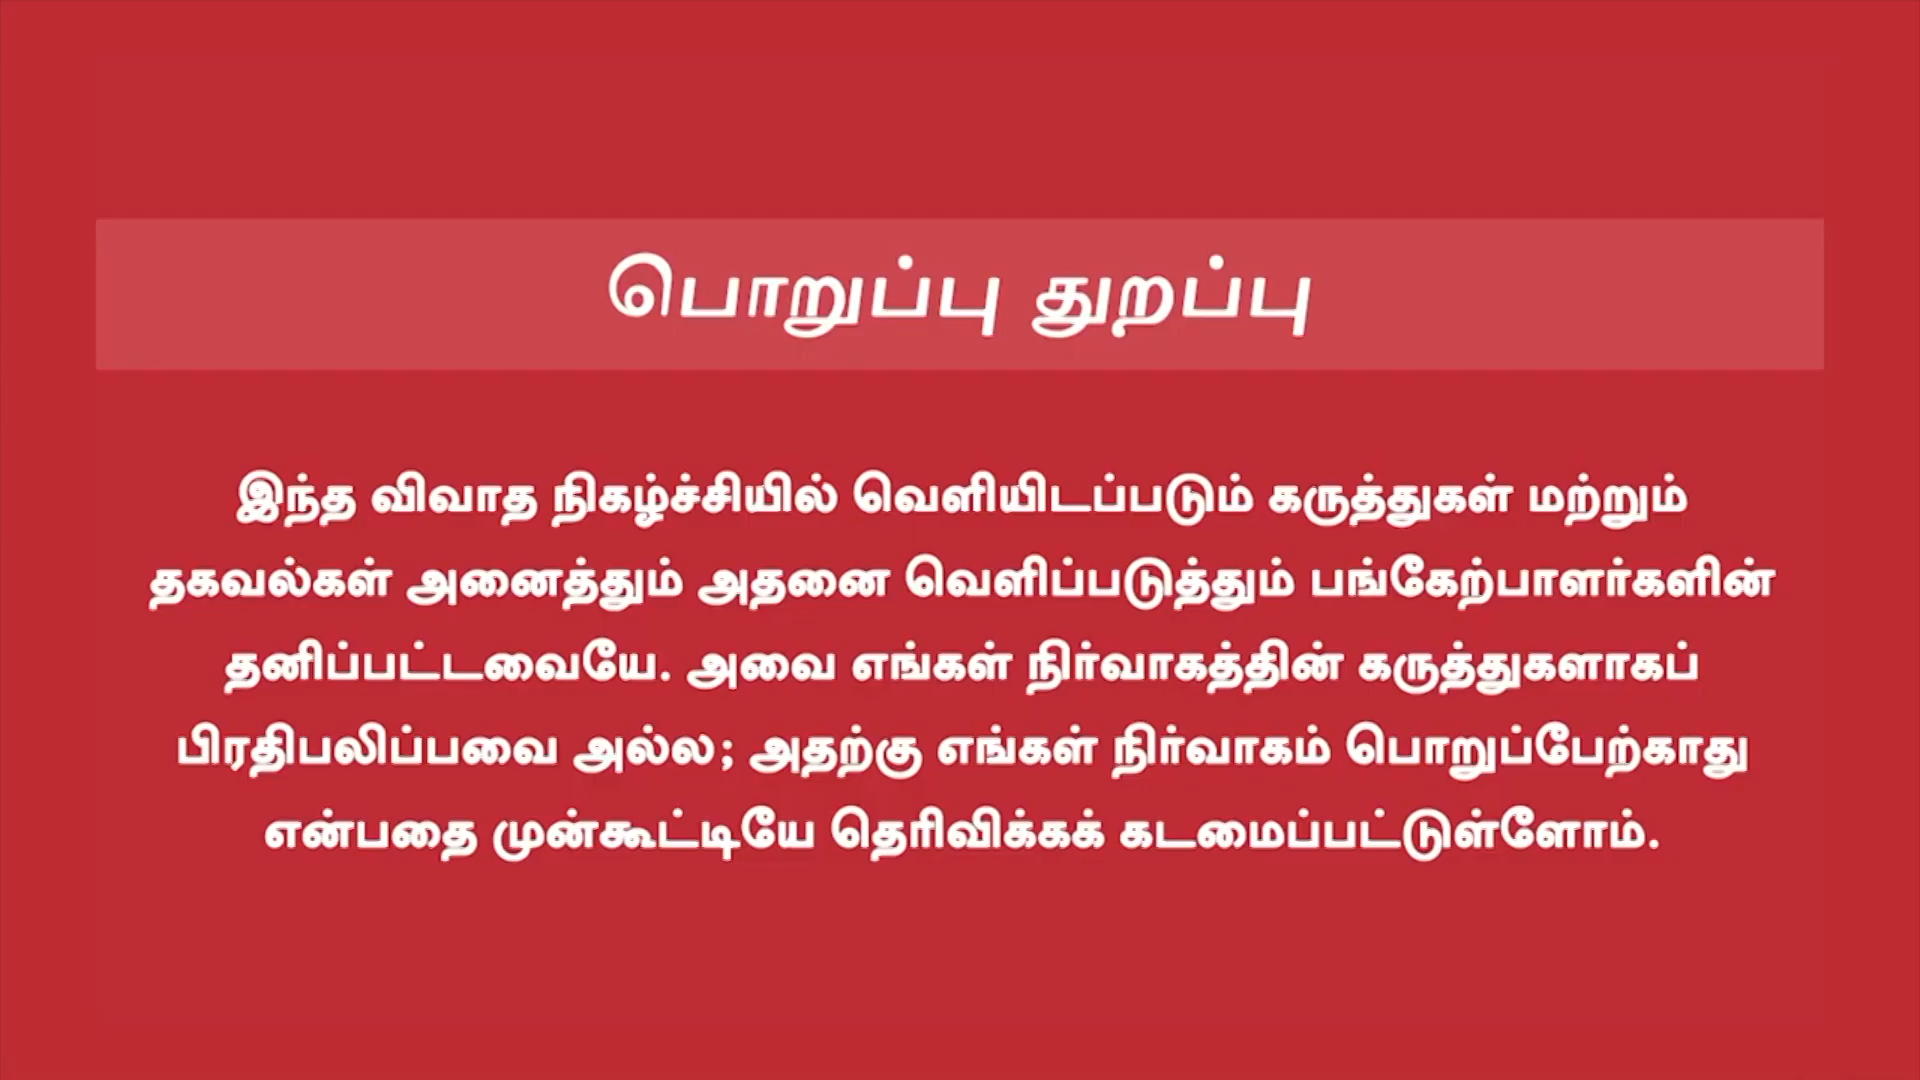 பொறுப்பு துறப்பு
இந்த விவாத நிகழ்ச்சியில் வெளியிடப்படும் கருத்துகள் மற்றும்
தகவல்கள் அனைத்தும் அதனை வெளிப்படுத்தும் பங்கேற்பாளர்களின்
தனிப்பட்டவையே. அவை எங்கள் நிர்வாகத்தின் கருத்துகளாகப்
பிரதிபலிப்பவை அல்ல; அதற்கு எங்கள் நிர்வாகம் பொறுப்பேற்காது
என்பதை முன்கூட்டியே தெரிவிக்கக் கடமைப்பட்டுள்ளோம்.